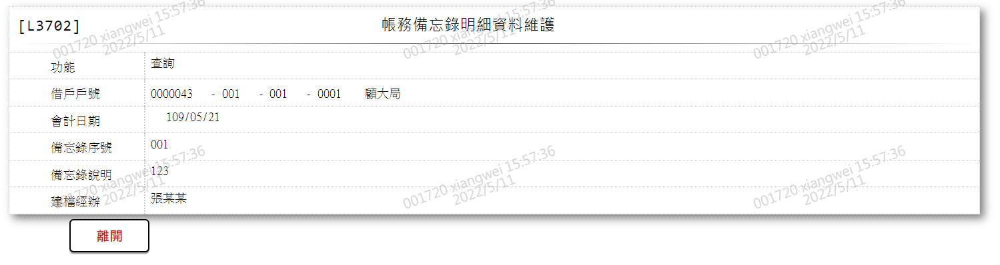 [L3702] 帳務備忘錄明細資料維護
功能 查詢
借戶戶號 0000043 - 001 - 001 - 0001 顧大局
會計日期 109/05/21
備忘錄序號 001
備忘錄說明 123
建檔經辦 張某某
離開
001720 xiangwei 15:57:36
2022/5/11
001720 xiangwei 15:57:36
2022/5/11
001720 xiangwei 15:57:36
2022/5/11
001720 xiangwei 15:57:36
2022/5/11
001720 xiangwei 15:57:36
2022/5/11
001720 xiangwei 15:57:36
2022/5/11